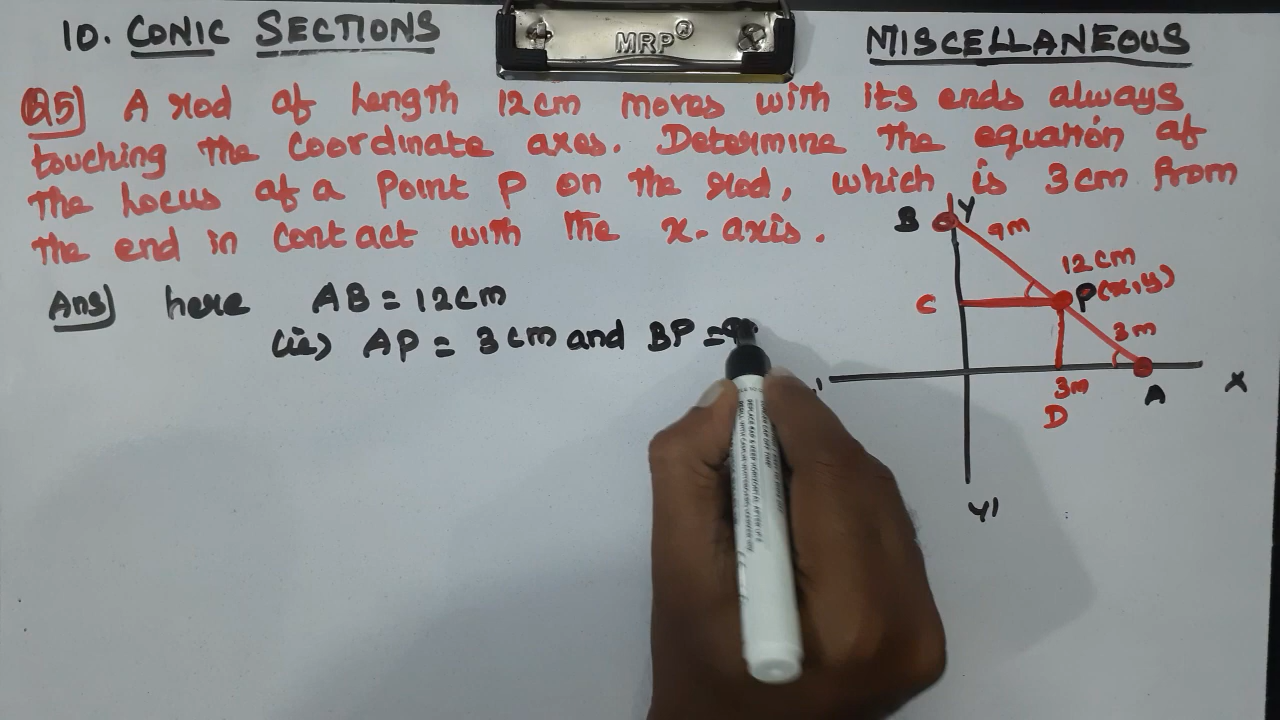 10. CONIC SECTIONS
MRP®
MISCELLANEOUS
Q5) A rod of length 12cm moves with its ends always
touching the coordinate axes. Determine the equation of
the locus of a point P on the rod, which is 3cm from
the end in contact with the x-axis.
B
Y
9m
12cm
P(x,y)
C
3m
3m
A
X
D
Y'
Ans) here AB = 12cm
(ie) AP = 3cm and BP = 9